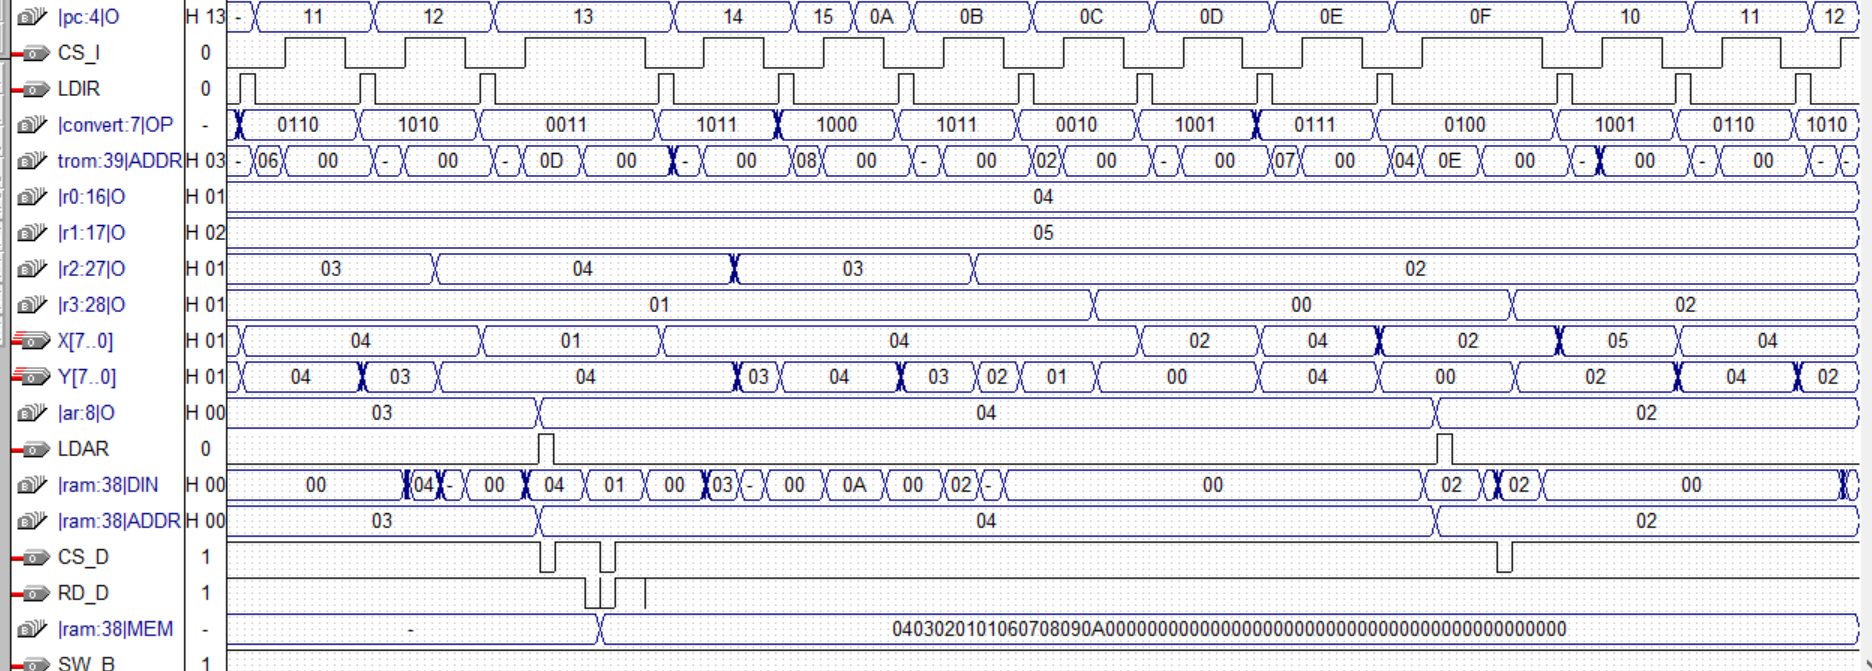 |pc:4|O H 13 - 11 12 13 14 15 0A 0B 0C 0D 0E 0F 10 11 12
CS_I 0
LDIR 0
|convert:7|OP - 0110 1010 0011 1011 1000 1011 0010 1001 0111 0100 1001 0110 1010
trom:39|ADDR H 03 - 06 00 - 00 - 0D 00 - 00 08 00 - 00 02 00 - 00 07 00 04 0E 00 - 00 - 00 - -
|r0:16|O H 01 04
|r1:17|O H 02 05
|r2:27|O H 01 03 04 03 02
|r3:28|O H 01 01 00 02
X[7..0] H 01 04 01 04 02 04 02 05 04
Y[7..0] H 01 04 03 04 03 04 03 02 01 00 04 00 02 04 02
|ar:8|O H 00 03 04 02
LDAR 0
|ram:38|DIN H 00 00 04 - 00 04 01 00 03 - 00 0A 00 02 - 00 02 02 00
|ram:38|ADDR H 00 03 04 02
CS_D 1
RD_D 1
|ram:38|MEM - -
SW_B 1